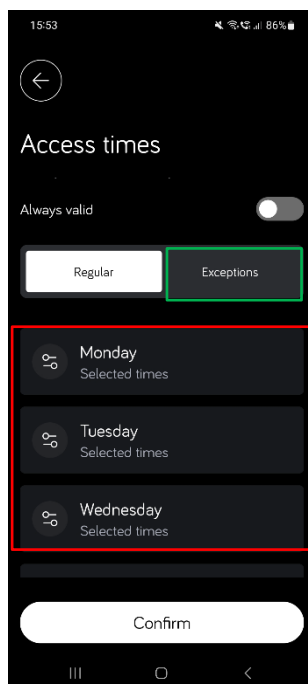 15:53 86%
Access times
Always valid
Regular Exceptions
Monday
Selected times
Tuesday
Selected times
Wednesday
Selected times
Confirm